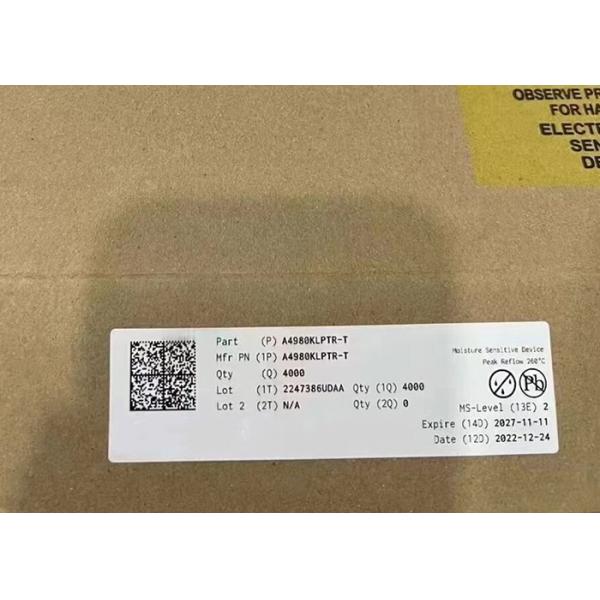 OBSERVE PR
FOR HA
ELECTR
SEN
DE
Part (P) A4980KLPTR-T
Mfr PN (1P) A4980KLPTR-T
Qty (Q) 4000
Lot (1T) 2247386UDAA Qty (1Q) 4000
Lot 2 (2T) N/A Qty (2Q) 0
Moisture Sensitive Device
Peak Reflow 260°C
Pb
MS-Level (13E) 2
Expire (14D) 2027-11-11
Date (12D) 2022-12-24